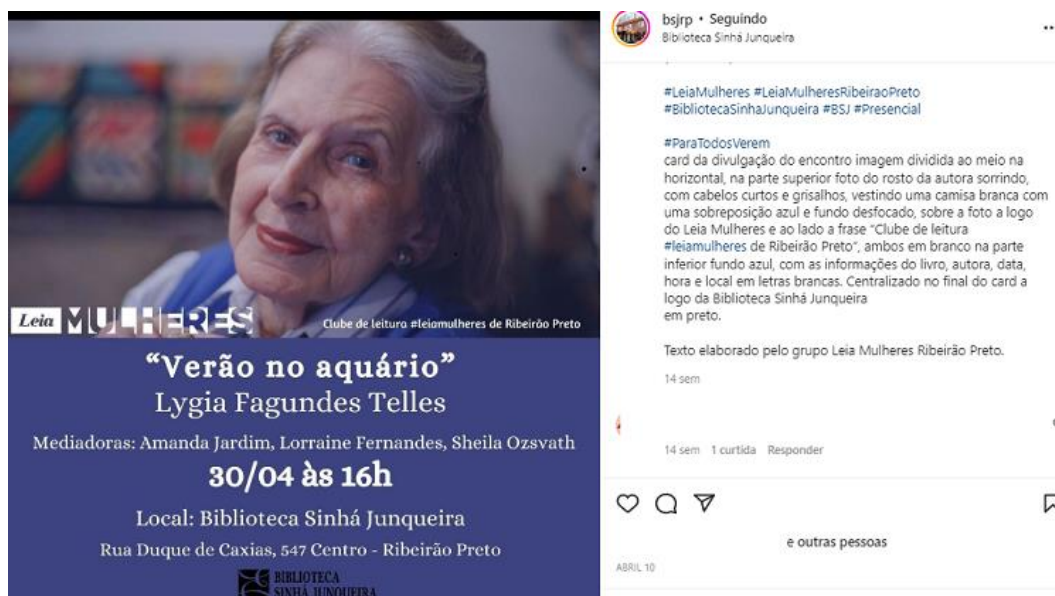 Leia MULHERES
Clube de leitura #leiamulheres de Ribeirão Preto
“Verão no aquário”
Lygia Fagundes Telles
Mediadoras: Amanda Jardim, Lorraine Fernandes, Sheila Ozsvath
30/04 às 16h
Local: Biblioteca Sinhá Junqueira
Rua Duque de Caxias, 547 Centro - Ribeirão Preto
BIBLIOTECA
SINHÁ JUNQUEIRA
bsjrp • Seguindo
Biblioteca Sinhá Junqueira
#LeiaMulheres #LeiaMulheresRibeiraoPreto
#BibliotecaSinhaJunqueira #BSJ #Presencial
#ParaTodosVerem
card da divulgação do encontro imagem dividida ao meio na
horizontal, na parte superior foto do rosto da autora sorrindo,
com cabelos curtos e grisalhos, vestindo uma camisa branca com
uma sobreposição azul e fundo desfocado, sobre a foto a logo
do Leia Mulheres e ao lado a frase “Clube de leitura
#leiamulheres de Ribeirão Preto”, ambos em branco na parte
inferior fundo azul, com as informações do livro, autora, data,
hora e local em letras brancas. Centralizado no final do card a
logo da Biblioteca Sinhá Junqueira
em preto.
Texto elaborado pelo grupo Leia Mulheres Ribeirão Preto.
14 sem
14 sem 1 curtida Responder
e outras pessoas
ABRIL 10